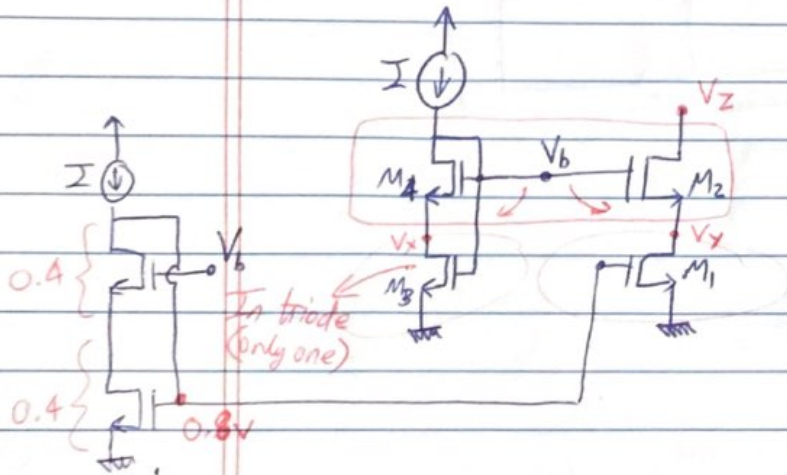 I
Vz
I
Vb
M4
M2
Vx
Vy
Vb
0.4
M3
M1
In triode
(only one)
0.4
0.8V